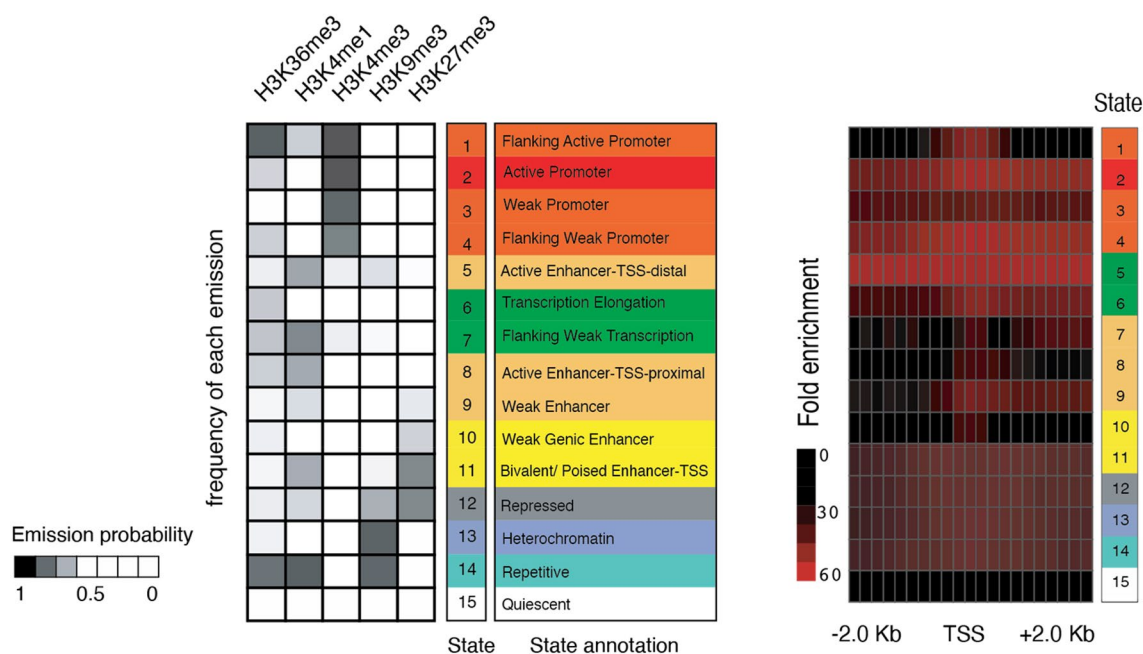 H3K36me3
H3K4me1
H3K4me3
H3K9me3
H3K27me3
frequency of each emission
1 Flanking Active Promoter
2 Active Promoter
3 Weak Promoter
4 Flanking Weak Promoter
5 Active Enhancer-TSS-distal
6 Transcription Elongation
7 Flanking Weak Transcription
8 Active Enhancer-TSS-proximal
9 Weak Enhancer
10 Weak Genic Enhancer
11 Bivalent/ Poised Enhancer-TSS
12 Repressed
13 Heterochromatin
14 Repetitive
15 Quiescent
State State annotation
Emission probability
1 0.5 0
Fold enrichment
0
30
60
State
1
2
3
4
5
6
7
8
9
10
11
12
13
14
15
-2.0 Kb TSS +2.0 Kb